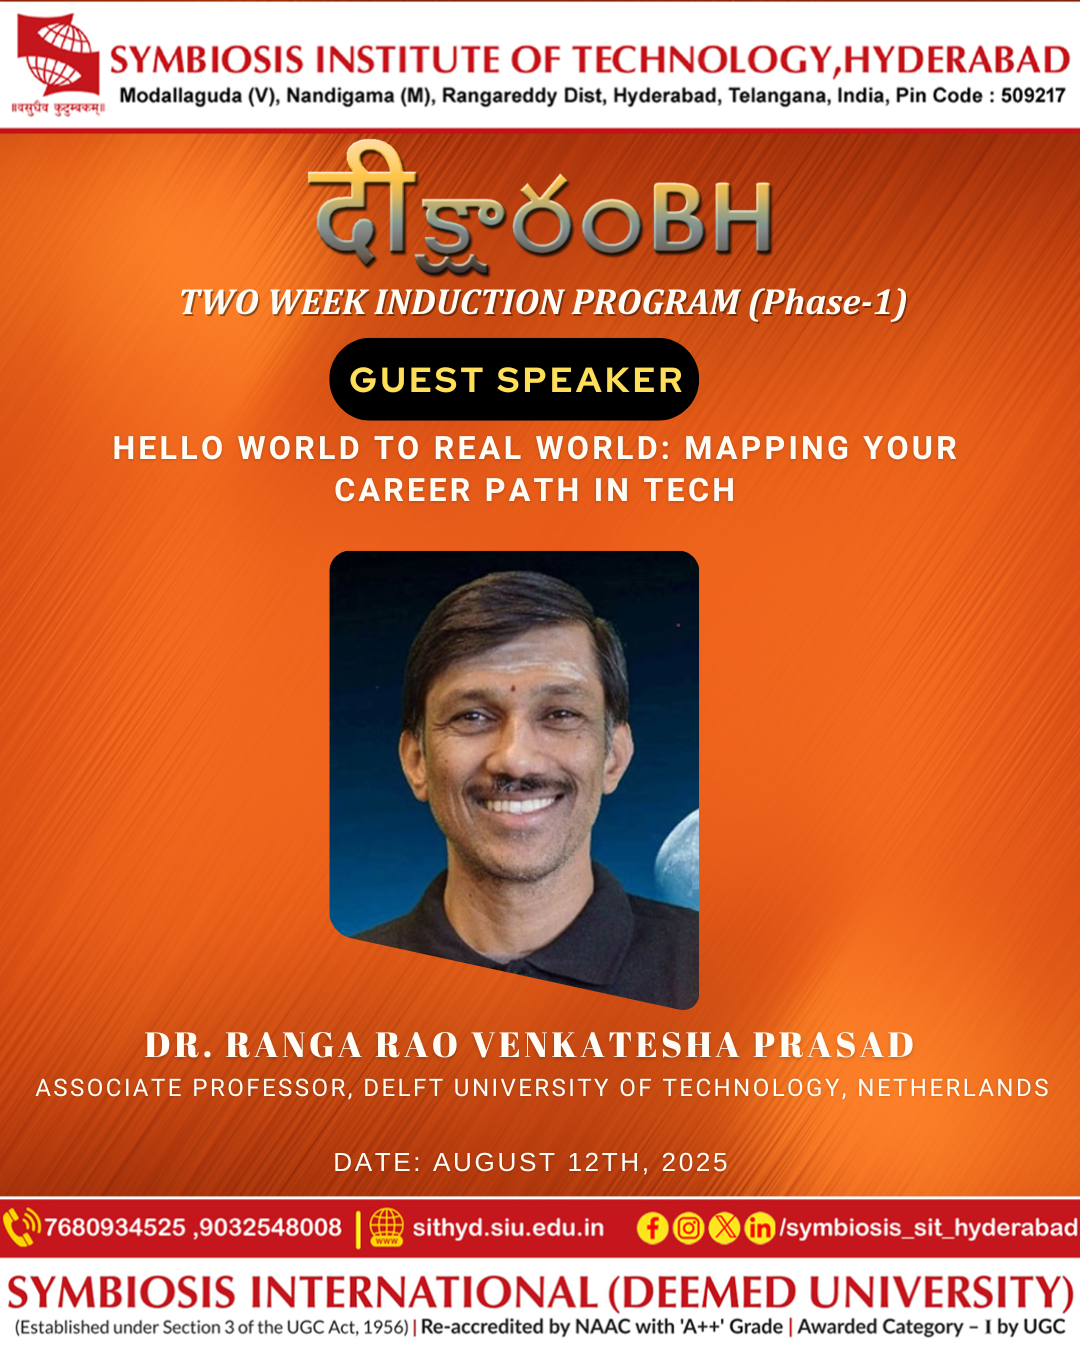 SYMBIOSIS INSTITUTE OF TECHNOLOGY,HYDERABAD
॥वसुधैव कुटुम्बकम्॥
Modallaguda (V), Nandigama (M), Rangareddy Dist, Hyderabad, Telangana, India, Pin Code : 509217
दीక్షారంBH
TWO WEEK INDUCTION PROGRAM (Phase-1)
GUEST SPEAKER
HELLO WORLD TO REAL WORLD: MAPPING YOUR
CAREER PATH IN TECH
DR. RANGA RAO VENKATESHA PRASAD
ASSOCIATE PROFESSOR, DELFT UNIVERSITY OF TECHNOLOGY, NETHERLANDS
DATE: AUGUST 12TH, 2025
7680934525 ,9032548008 | www sithyd.siu.edu.in /symbiosis_sit_hyderabad
SYMBIOSIS INTERNATIONAL (DEEMED UNIVERSITY)
(Established under Section 3 of the UGC Act, 1956) | Re-accredited by NAAC with 'A++' Grade | Awarded Category – I by UGC